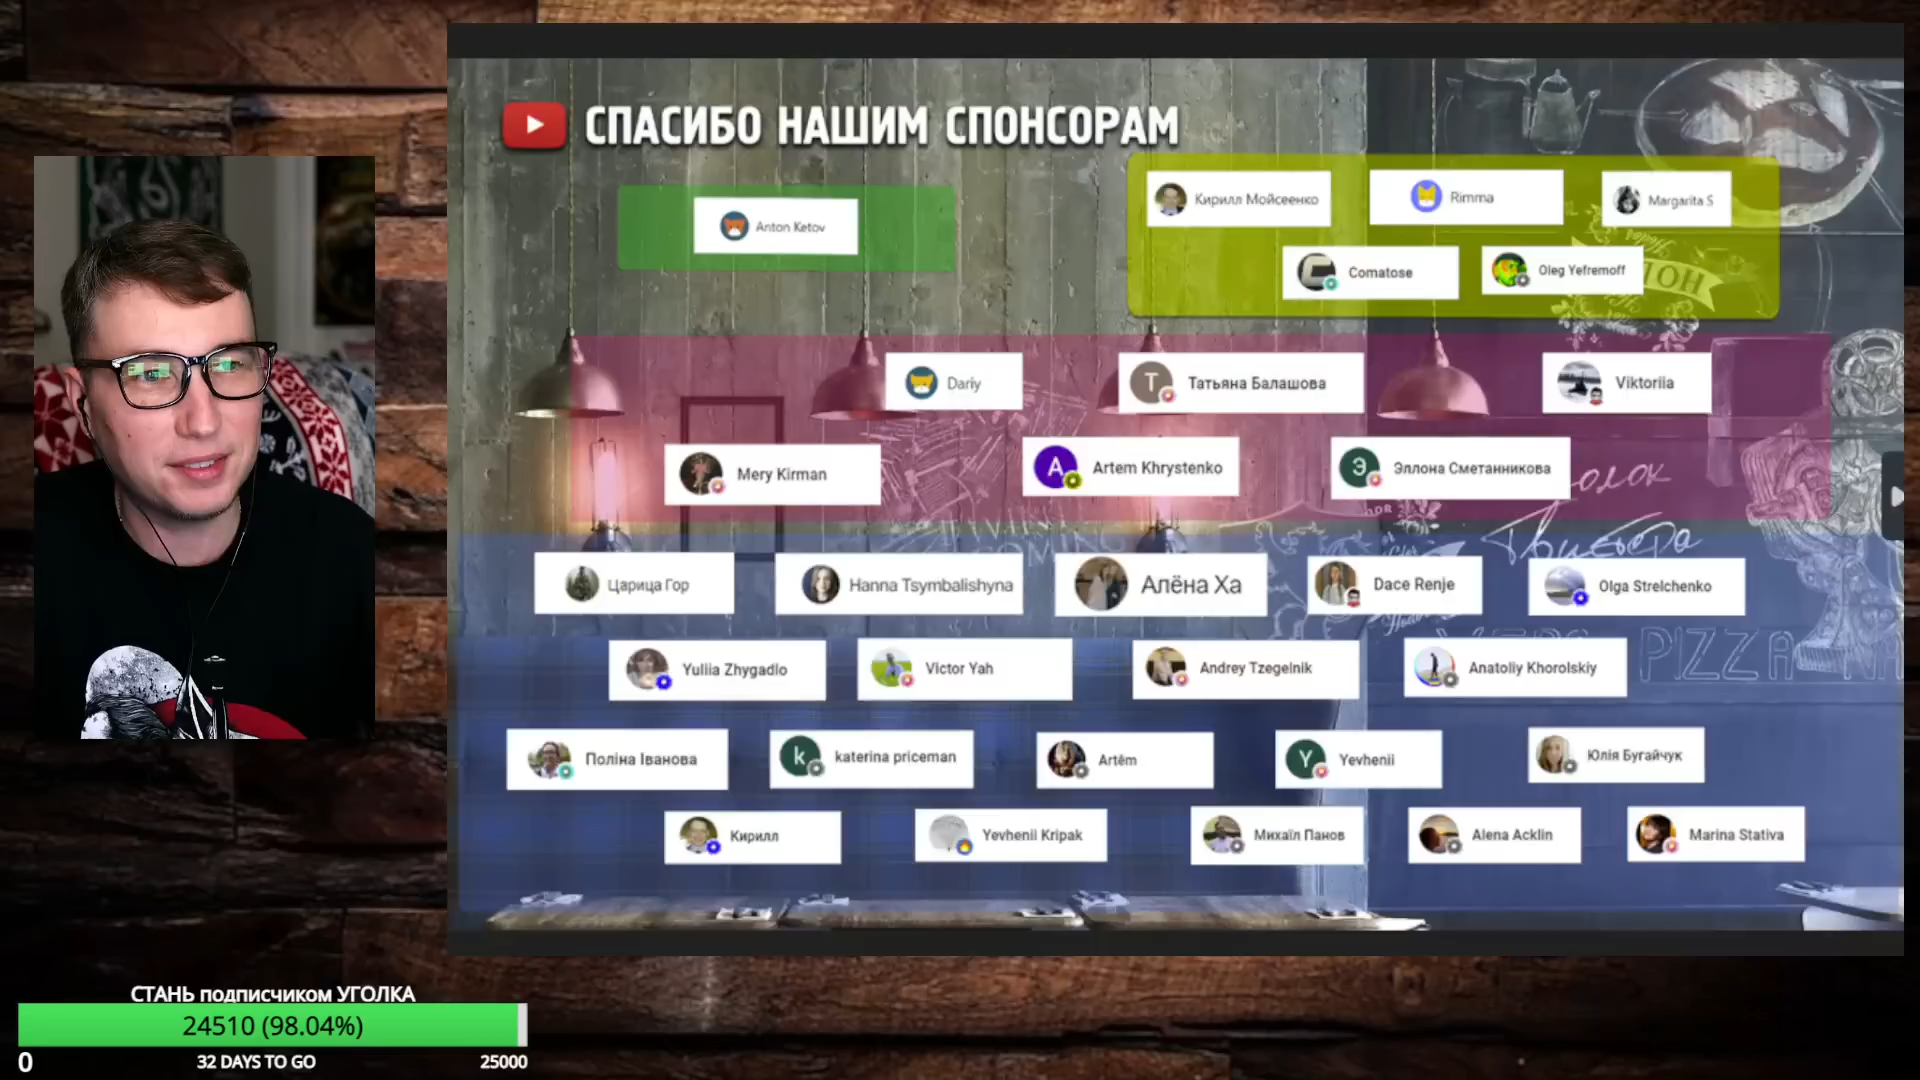 СПАСИБО НАШИМ СПОНСОРАМ
Anton Ketov
Кирилл Мойсеенко
Rimma
Margarita S
Comatose
Oleg Yefremoff
Dariy
Татьяна Балашова
Viktoriia
Mery Kirman
Artem Khrystenko
Эллона Сметанникова
Царица Гор
Hanna Tsymbalishyna
Алёна Ха
Dace Renje
Olga Strelchenko
Yuliia Zhygadlo
Victor Yah
Andrey Tzegelnik
Anatoliy Khorolskiy
PIZZA
Поліна Іванова
katerina priceman
Artêm
Yevhenii
Юлія Бугайчук
Кирилл
Yevhenii Kripak
Михаїл Панов
Alena Acklin
Marina Stativa
СТАНЬ подписчиком УГОЛКА
24510 (98.04%)
0 32 DAYS TO GO 25000